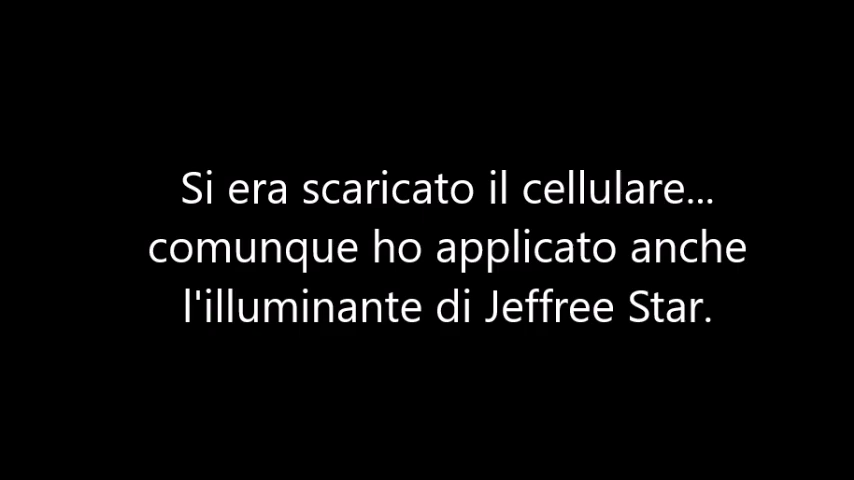 Si era scaricato il cellulare...
comunque ho applicato anche
l'illuminante di Jeffree Star.